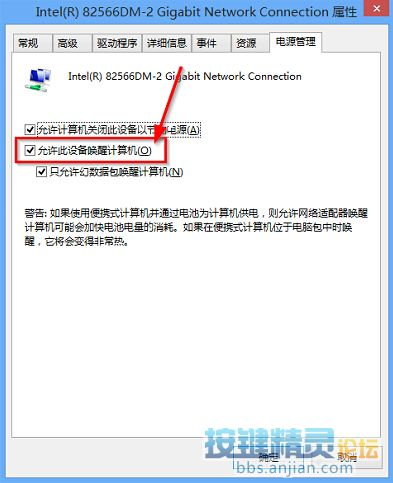 Intel(R) 82566DM-2 Gigabit Network Connection 属性
常规 高级 驱动程序 详细信息 事件 资源 电源管理
Intel(R) 82566DM-2 Gigabit Network Connection
允许计算机关闭此设备以节约电源(A)
允许此设备唤醒计算机(O)
只允许幻数据包唤醒计算机(N)
警告: 如果使用便携式计算机并通过电池为计算机供电，则允许网络适配器唤醒
计算机可能会加快电池电量的消耗。如果在便携式计算机位于电脑包中时唤
醒，它将会变得非常热。
按键精灵论坛
确定 取消
bbs.anjian.com